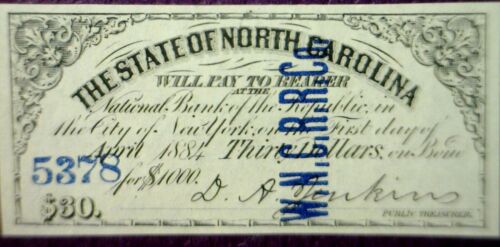 THE STATE OF NORTH CAROLINA
WILL PAY TO BEARER
AT THE
National Bank of the Republic, in
the City of New York, on the First day of
April 1884 Thirty Dollars, on Bond
5378
for $1000.
D. A. Jenkins
$30.
PUBLIC TREASURER.
W.N.C.R.R.CO.